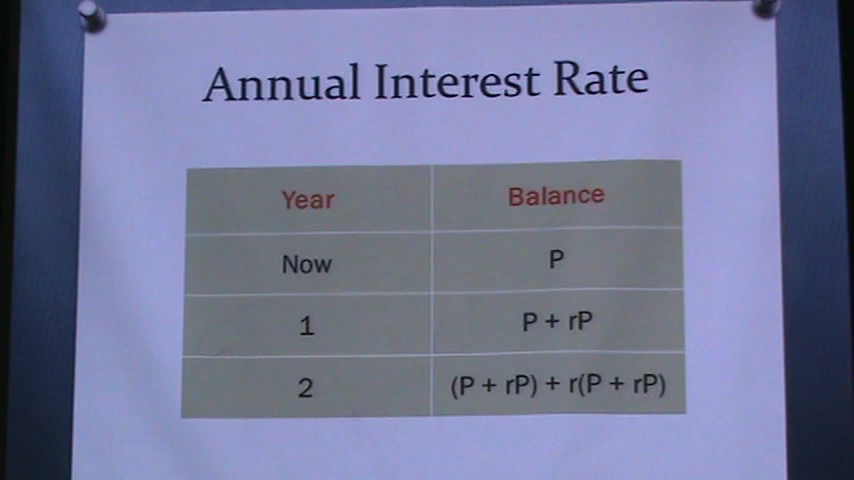 Annual Interest Rate
Year Balance
Now P
1 P + rP
2 (P + rP) + r(P + rP)